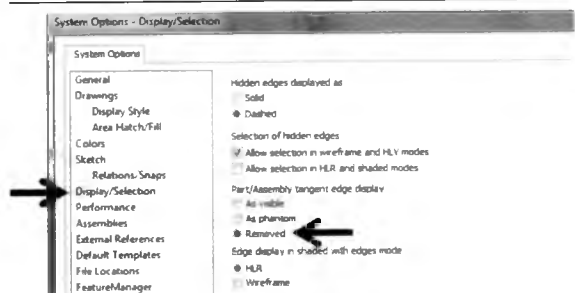 System Options - Display/Selection
System Options
General
Drawings
Display Style
Area Hatch/Fill
Colors
Sketch
Relations/Snaps
Display/Selection
Performance
Assemblies
External References
Default Templates
File Locations
FeatureManager
Hidden edges displayed as
Solid
Dashed
Selection of hidden edges
Allow selection in wireframe and HLV modes
Allow selection in HLR and shaded modes
Part/Assembly tangent edge display
As visible
As phantom
Removed
Edge display in shaded with edges mode
HLR
Wireframe